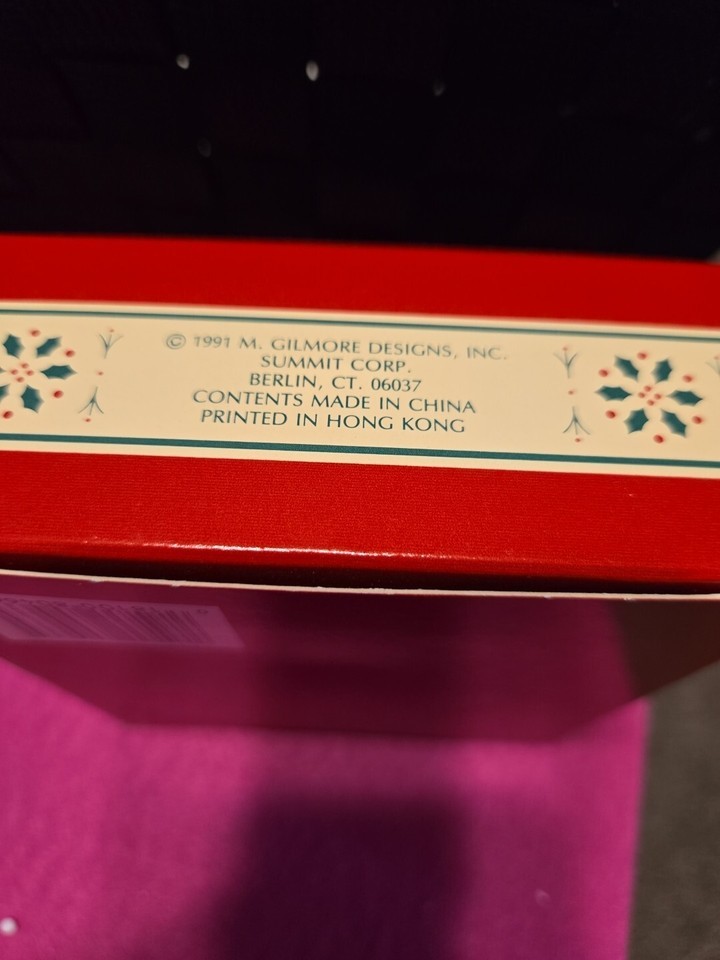 © 1991 M. GILMORE DESIGNS, INC.
SUMMIT CORP.
BERLIN, CT. 06037
CONTENTS MADE IN CHINA
PRINTED IN HONG KONG